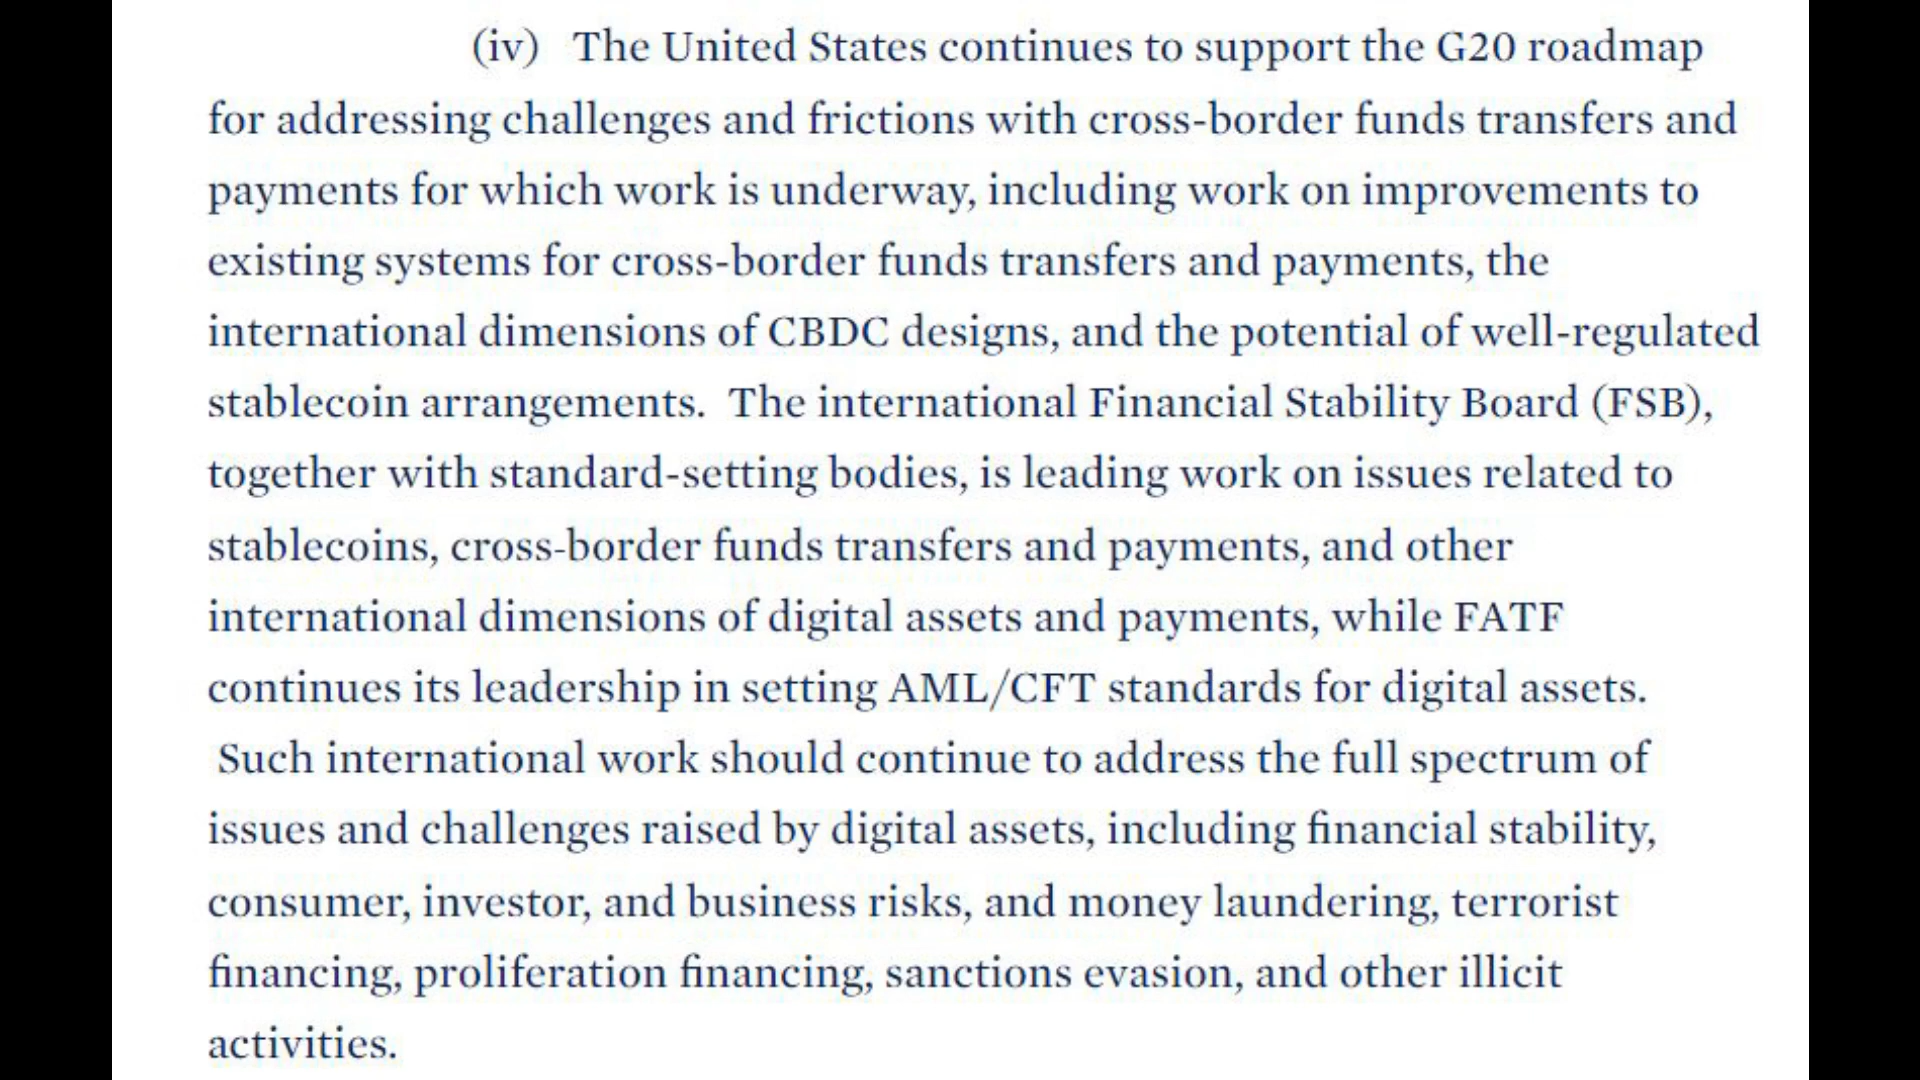 (iv) The United States continues to support the G20 roadmap
for addressing challenges and frictions with cross-border funds transfers and
payments for which work is underway, including work on improvements to
existing systems for cross-border funds transfers and payments, the
international dimensions of CBDC designs, and the potential of well-regulated
stablecoin arrangements. The international Financial Stability Board (FSB),
together with standard-setting bodies, is leading work on issues related to
stablecoins, cross-border funds transfers and payments, and other
international dimensions of digital assets and payments, while FATF
continues its leadership in setting AML/CFT standards for digital assets.
Such international work should continue to address the full spectrum of
issues and challenges raised by digital assets, including financial stability,
consumer, investor, and business risks, and money laundering, terrorist
financing, proliferation financing, sanctions evasion, and other illicit
activities.